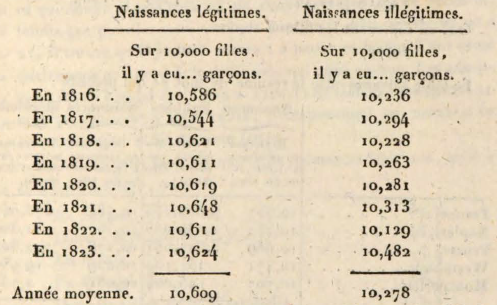 Naissances légitimes. Naissances illégitimes.
Sur 10,000 filles, Sur 10,000 filles,
il y a eu... garçons. il y a eu... garçons.
En 1816. . . 10,586 10,236
En 1817. . . 10,544 10,294
En 1818. . . 10,621 10,228
En 1819. . . 10,611 10,263
En 1820. . . 10,619 10,281
En 1821. . . 10,648 10,313
En 1822. . . 10,611 10,129
En 1823. . . 10,624 10,482
Année moyenne. 10,609 10,278